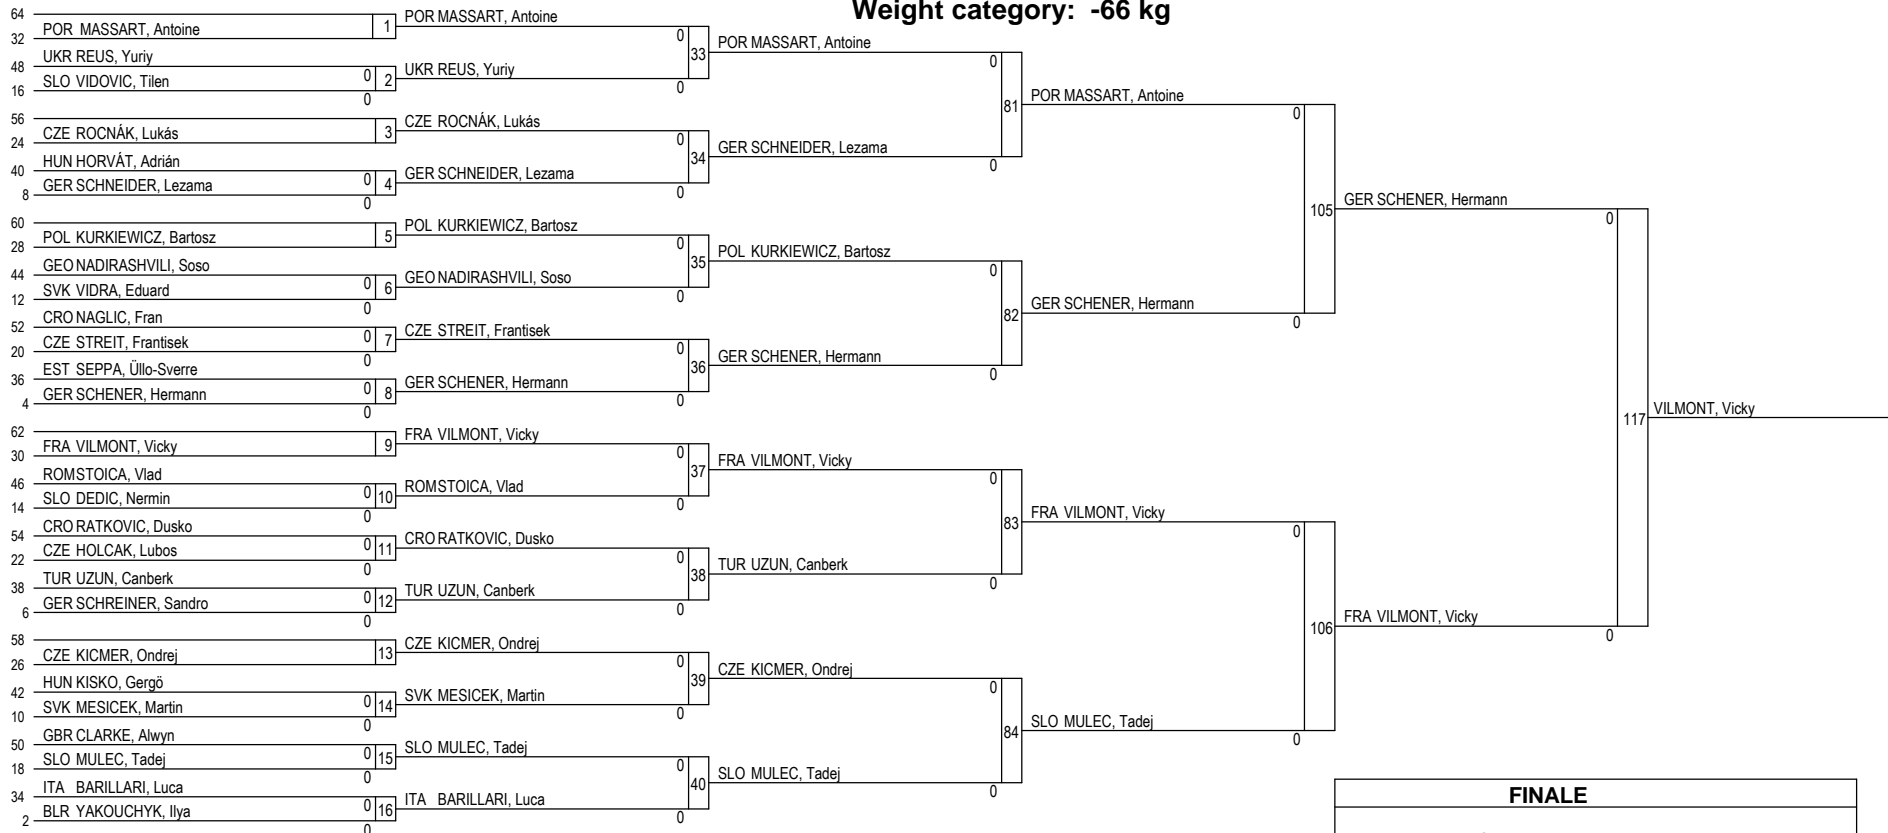 Weight category: -66 kg
64
32 POR MASSART, Antoine 1
48 UKR REUS, Yuriy
16 SLO VIDOVIC, Tilen 0 2
0
56
24 CZE ROCNÁK, Lukás 3
40 HUN HORVÁT, Adrián
8 GER SCHNEIDER, Lezama 0 4
0
60
28 POL KURKIEWICZ, Bartosz 5
44 GEO NADIRASHVILI, Soso
12 SVK VIDRA, Eduard 0 6
0
52 CRO NAGLIC, Fran
20 CZE STREIT, Frantisek 0 7
0
36 EST SEPPA, Üllo-Sverre
4 GER SCHENER, Hermann 0 8
0
62
30 FRA VILMONT, Vicky 9
46 ROM STOICA, Vlad
14 SLO DEDIC, Nermin 0 10
0
54 CRO RATKOVIC, Dusko
22 CZE HOLCAK, Lubos 0 11
0
38 TUR UZUN, Canberk
6 GER SCHREINER, Sandro 0 12
0
58
26 CZE KICMER, Ondrej 13
42 HUN KISKO, Gergö
10 SVK MESICEK, Martin 0 14
0
50 GBR CLARKE, Alwyn
18 SLO MULEC, Tadej 0 15
0
34 ITA BARILLARI, Luca
2 BLR YAKOUCHYK, Ilya 0 16
0
POR MASSART, Antoine
0 33
UKR REUS, Yuriy
0
CZE ROCNÁK, Lukás
0 34
GER SCHNEIDER, Lezama
0
POL KURKIEWICZ, Bartosz
0 35
GEO NADIRASHVILI, Soso
0
CZE STREIT, Frantisek
0 36
GER SCHENER, Hermann
0
FRA VILMONT, Vicky
0 37
ROM STOICA, Vlad
0
CRO RATKOVIC, Dusko
0 38
TUR UZUN, Canberk
0
CZE KICMER, Ondrej
0 39
SVK MESICEK, Martin
0
SLO MULEC, Tadej
0 40
ITA BARILLARI, Luca
0
POR MASSART, Antoine
0 81
GER SCHNEIDER, Lezama
0
POL KURKIEWICZ, Bartosz
0 82
GER SCHENER, Hermann
0
FRA VILMONT, Vicky
0 83
TUR UZUN, Canberk
0
CZE KICMER, Ondrej
0 84
SLO MULEC, Tadej
0
POR MASSART, Antoine
0 105
GER SCHENER, Hermann
0
FRA VILMONT, Vicky
0 106
SLO MULEC, Tadej
0
GER SCHENER, Hermann
0 117
FRA VILMONT, Vicky
0
VILMONT, Vicky
FINALE